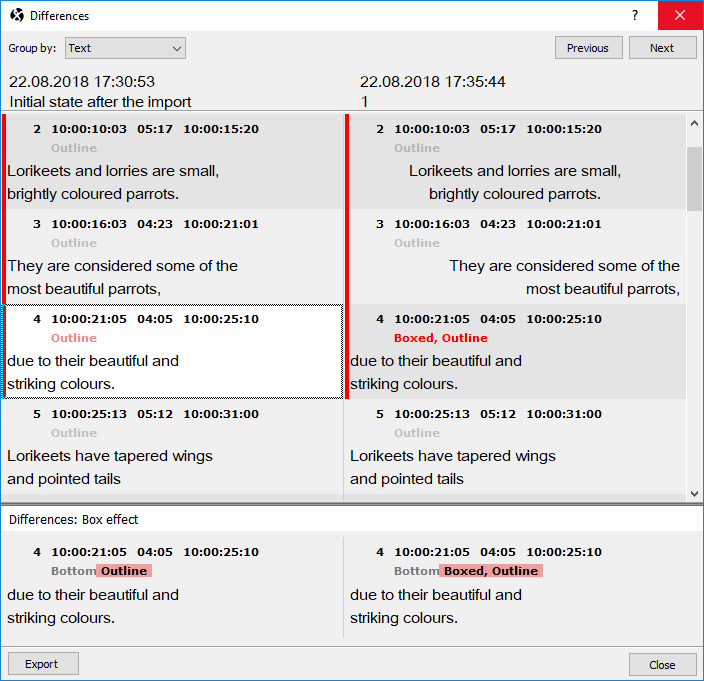 Differences
?
Group by: Text
Previous
Next
22.08.2018 17:30:53
Initial state after the import
22.08.2018 17:35:44
1
2 10:00:10:03 05:17 10:00:15:20
Outline
Lorikeets and lorries are small,
brightly coloured parrots.
2 10:00:10:03 05:17 10:00:15:20
Outline
Lorikeets and lorries are small,
brightly coloured parrots.
3 10:00:16:03 04:23 10:00:21:01
Outline
They are considered some of the
most beautiful parrots,
3 10:00:16:03 04:23 10:00:21:01
Outline
They are considered some of the
most beautiful parrots,
4 10:00:21:05 04:05 10:00:25:10
Outline
due to their beautiful and
striking colours.
4 10:00:21:05 04:05 10:00:25:10
Boxed, Outline
due to their beautiful and
striking colours.
5 10:00:25:13 05:12 10:00:31:00
Outline
Lorikeets have tapered wings
and pointed tails
5 10:00:25:13 05:12 10:00:31:00
Outline
Lorikeets have tapered wings
and pointed tails
Differences: Box effect
4 10:00:21:05 04:05 10:00:25:10
Bottom Outline
due to their beautiful and
striking colours.
4 10:00:21:05 04:05 10:00:25:10
Bottom Boxed, Outline
due to their beautiful and
striking colours.
Export
Close